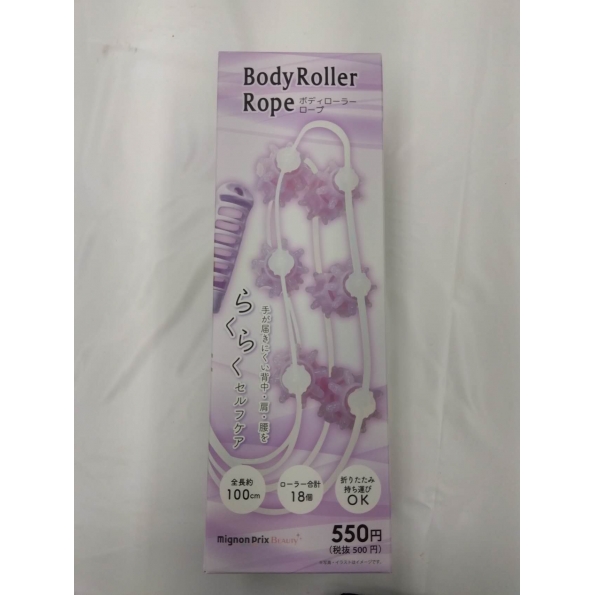 Body Roller
Rope ボディローラー
ロープ
手が届きにくい背中・肩・腰を
らくらく
セルフケア
全長約
100cm
ローラー合計
18個
折りたたみ
持ち運び
OK
mignon prix BEAUTY
550円
(税抜 500 円)